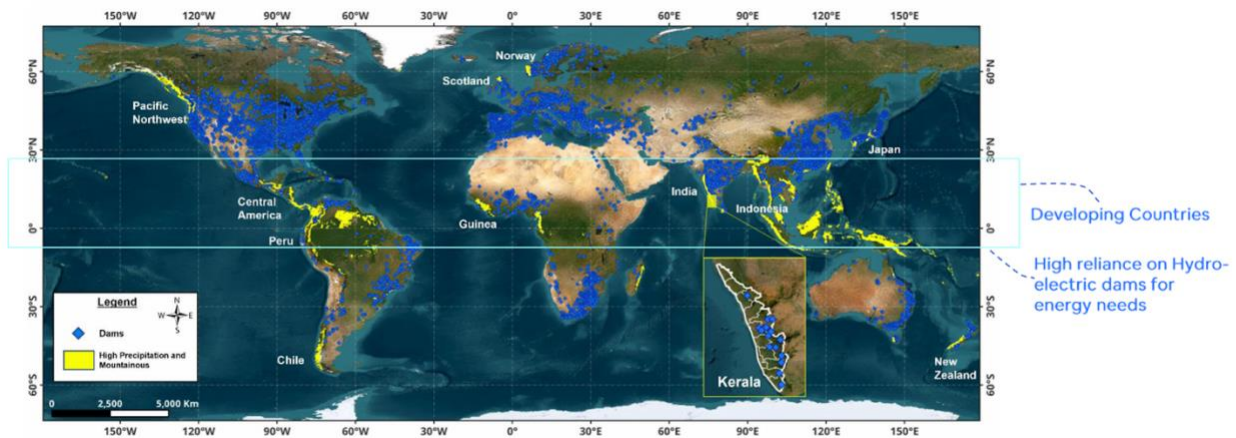 150°W 120°W 90°W 60°W 30°W 0° 30°E 60°E 90°E 120°E 150°E
60°N
60°N
Norway
Scotland
Pacific
Northwest
30°N
30°N
Japan
India
Central
America
Guinea
Indonesia
Developing Countries
0°
0°
Peru
High reliance on Hydro-
electric dams for
energy needs
30°S
30°S
Legend
N
W E
S
Dams
High Precipitation and
Mountainous
Chile
Kerala
New
Zealand
60°S
60°S
0 2,500 5,000 Km
150°W 120°W 90°W 60°W 30°W 0° 30°E 60°E 90°E 120°E 150°E